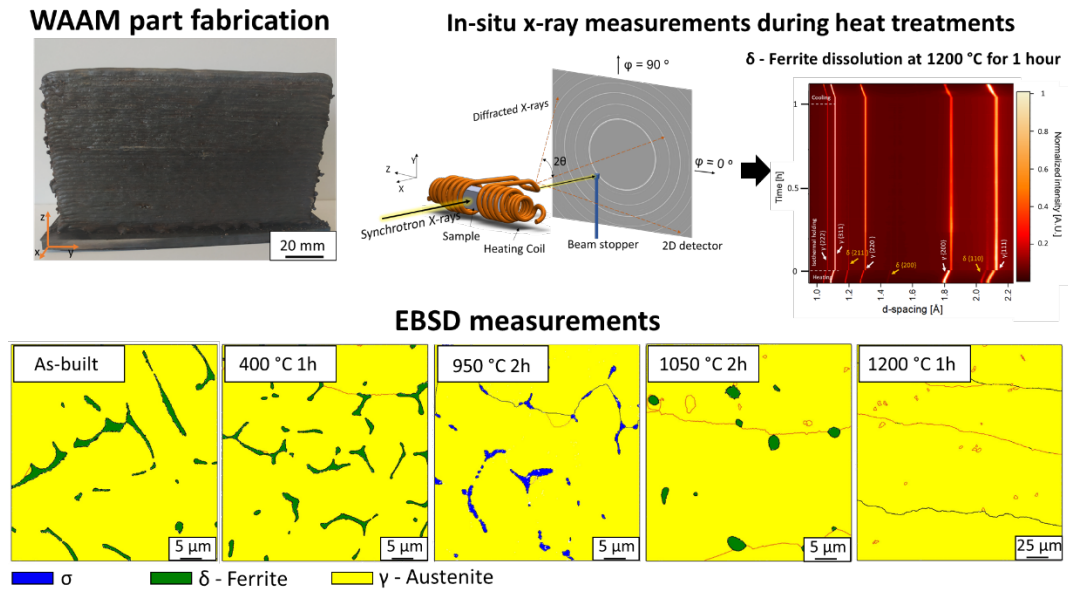 WAAM part fabrication
In-situ x-ray measurements during heat treatments
z
x
y
20 mm
φ = 90 º
Diffracted X-rays
2θ
φ = 0 º
Y
Z
X
Synchrotron X-rays
Sample
Heating Coil
Beam stopper
2D detector
δ - Ferrite dissolution at 1200 °C for 1 hour
Time [h]
1
0.5
0
Cooling
Isothermal holding
Heating
γ {222}
γ {311}
δ {211}
γ {220}
δ {200}
γ {200}
δ {110}
γ {111}
1.0
1.2
1.4
1.6
1.8
2.0
2.2
d-spacing [Å]
1
0.8
0.6
0.4
0.2
Normalized intensity [A.U.]
EBSD measurements
As-built
5 µm
400 °C 1h
5 µm
950 °C 2h
5 µm
1050 °C 2h
5 µm
1200 °C 1h
25 µm
σ
δ - Ferrite
γ - Austenite